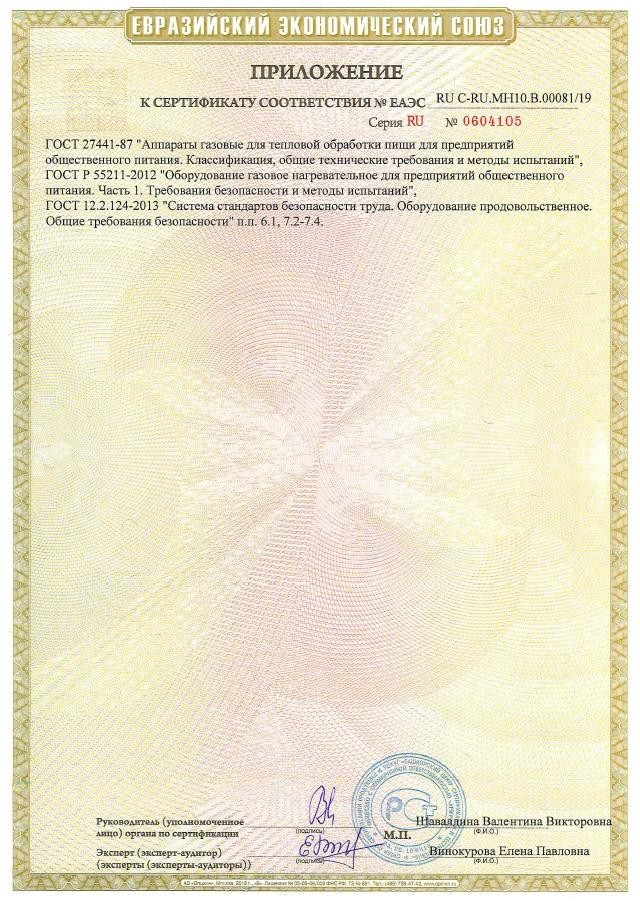 ЕВРАЗИЙСКИЙ ЭКОНОМИЧЕСКИЙ СОЮЗ
ПРИЛОЖЕНИЕ
К СЕРТИФИКАТУ СООТВЕТСТВИЯ № ЕАЭС RU C-RU.МН10.В.00081/19
Серия RU № 0604105
ГОСТ 27441-87 "Аппараты газовые для тепловой обработки пищи для предприятий
общественного питания. Классификация, общие технические требования и методы испытаний",
ГОСТ Р 55211-2012 "Оборудование газовое нагревательное для предприятий общественного
питания. Часть 1. Требования безопасности и методы испытаний",
ГОСТ 12.2.124-2013 "Система стандартов безопасности труда. Оборудование продовольственное.
Общие требования безопасности" п.п. 6.1, 7.2-7.4.
Руководитель (уполномоченное
лицо) органа по сертификации
(подпись)
М.П.
Шавалдина Валентина Викторовна
(Ф.И.О.)
Эксперт (эксперт-аудитор)
(эксперты (эксперты-аудиторы))
(подпись)
Винокурова Елена Павловна
(Ф.И.О.)